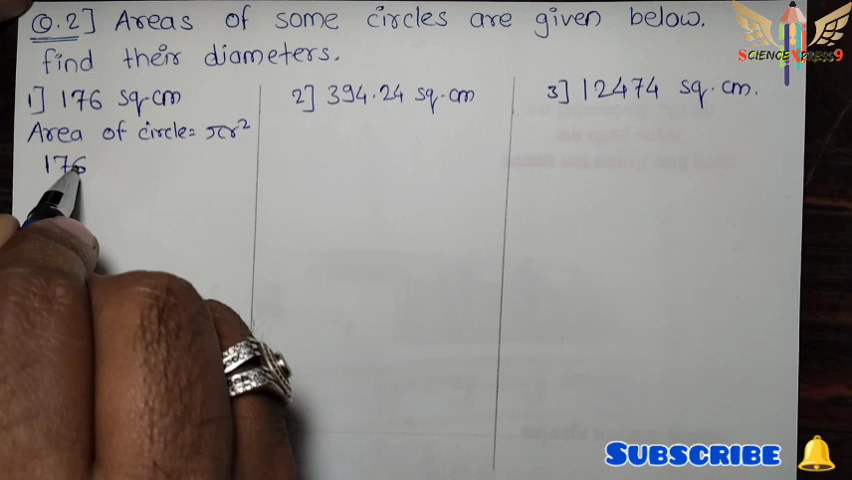 Q.2] Areas of some circles are given below.
find their diameters.
1] 176 sq.cm
Area of circle = πr²
176
2] 394.24 sq.cm
3] 12474 sq.cm.
SCIENCEXPRESS9
SUBSCRIBE